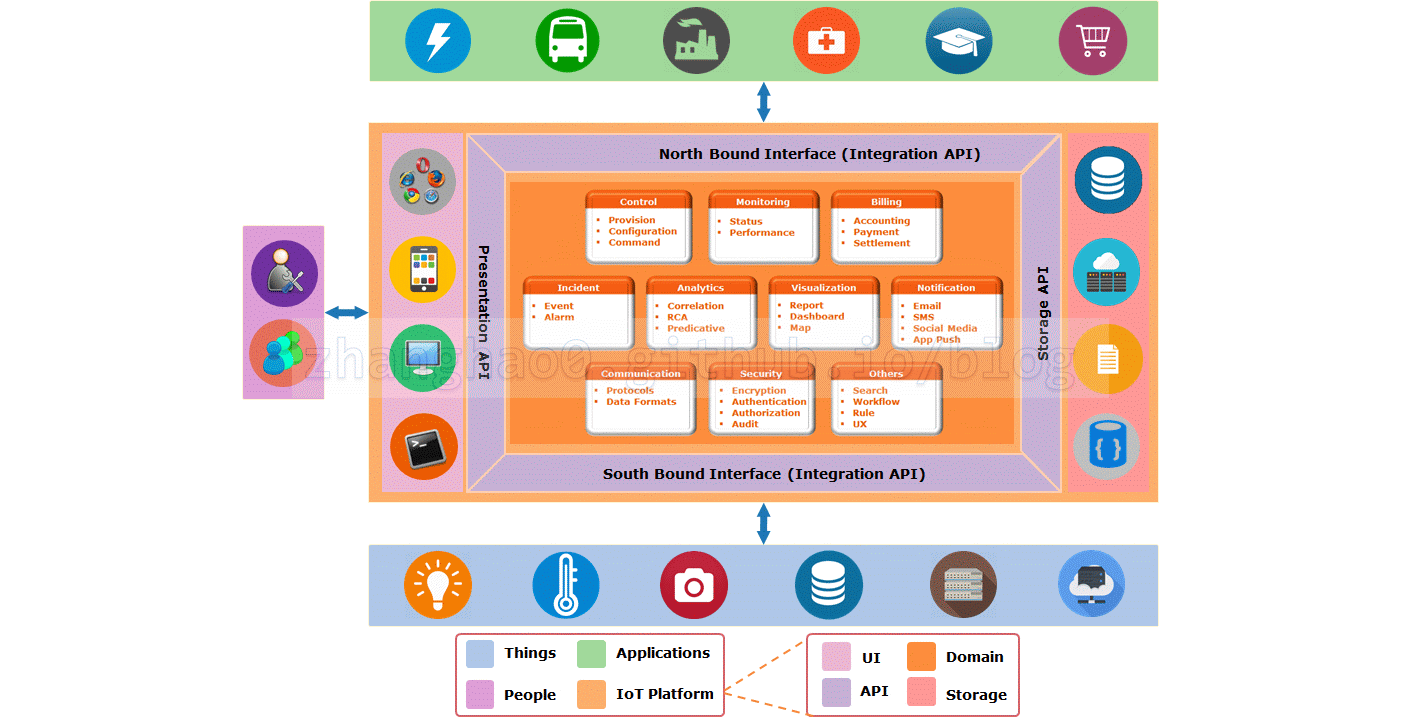 North Bound Interface (Integration API)
Presentation API
Storage API
Control
• Provision
• Configuration
• Command
Monitoring
• Status
• Performance
Billing
• Accounting
• Payment
• Settlement
Incident
• Event
• Alarm
Analytics
• Correlation
• RCA
• Predicative
Visualization
• Report
• Dashboard
• Map
Notification
• Email
• SMS
• Social Media
• App Push
zhanghao0.github.io/blog
Communication
• Protocols
• Data Formats
Security
• Encryption
• Authentication
• Authorization
• Audit
Others
• Search
• Workflow
• Rule
• UX
South Bound Interface (Integration API)
Things
Applications
People
IoT Platform
UI
Domain
API
Storage